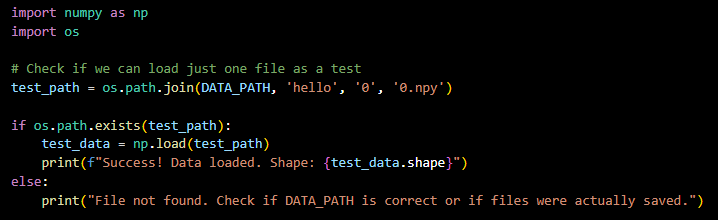 import numpy as np
import os
# Check if we can load just one file as a test
test_path = os.path.join(DATA_PATH, 'hello', '0', '0.npy')
if os.path.exists(test_path):
    test_data = np.load(test_path)
    print(f"Success! Data loaded. Shape: {test_data.shape}")
else:
    print("File not found. Check if DATA_PATH is correct or if files were actually saved.")